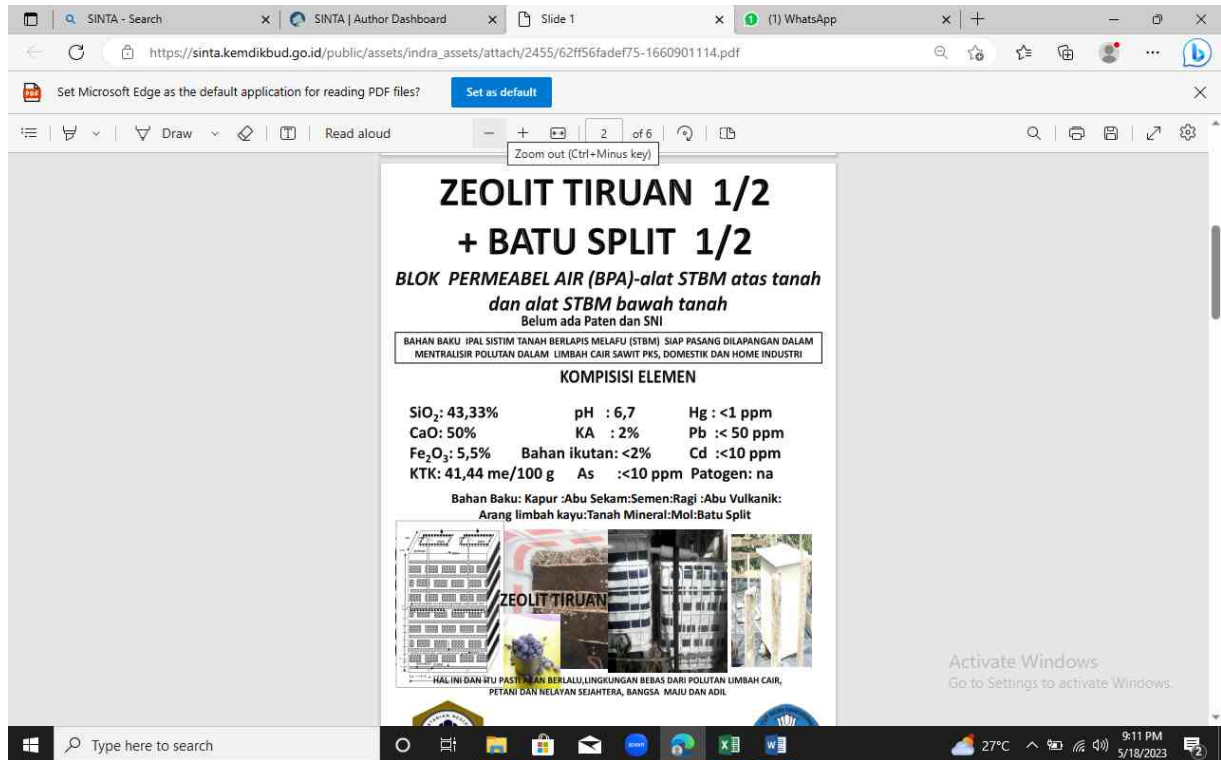 SINTA - Search
SINTA | Author Dashboard
Slide 1
(1) WhatsApp
https://sinta.kemdikbud.go.id/public/assets/indra_assets/attach/2455/62ff56fadef75-1660901114.pdf
Set Microsoft Edge as the default application for reading PDF files?
Set as default
Draw
Read aloud
2 of 6
Zoom out (Ctrl+Minus key)
ZEOLIT TIRUAN 1/2
+ BATU SPLIT 1/2
BLOK PERMEABEL AIR (BPA)-alat STBM atas tanah
dan alat STBM bawah tanah
Belum ada Paten dan SNI
BAHAN BAKU IPAL SISTIM TANAH BERLAPIS MELAFU (STBM) SIAP PASANG DILAPANGAN DALAM
MENTRALISIR POLUTAN DALAM LIMBAH CAIR SAWIT PKS, DOMESTIK DAN HOME INDUSTRI
KOMPISISI ELEMEN
SiO₂: 43,33% pH : 6,7 Hg : <1 ppm
CaO: 50% KA : 2% Pb :< 50 ppm
Fe₂O₃: 5,5% Bahan ikutan: <2% Cd :<10 ppm
KTK: 41,44 me/100 g As :<10 ppm Patogen: na
Bahan Baku: Kapur :Abu Sekam:Semen:Ragi :Abu Vulkanik:
Arang limbah kayu:Tanah Mineral:Mol:Batu Split
ZEOLIT TIRUAN
HAL INI DAN ITU PASTI AKAN BERLALU,LINGKUNGAN BEBAS DARI POLUTAN LIMBAH CAIR,
PETANI DAN NELAYAN SEJAHTERA, BANGSA MAJU DAN ADIL
Activate Windows
Go to Settings to activate Windows.
Type here to search
zoom
27°C
9:11 PM
5/18/2023
2